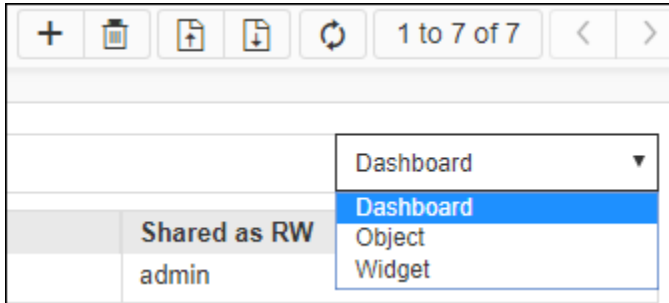 1 to 7 of 7
Dashboard
Dashboard
Shared as RW
Object
admin
Widget